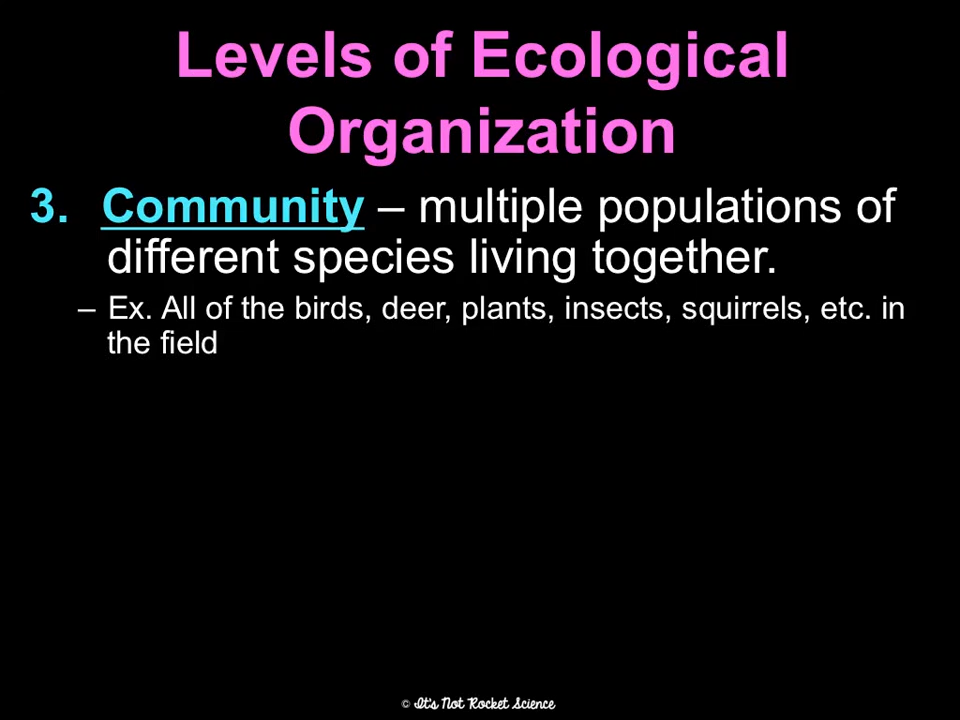 Levels of Ecological
Organization
3. Community – multiple populations of
different species living together.
– Ex. All of the birds, deer, plants, insects, squirrels, etc. in
the field
© It's Not Rocket Science